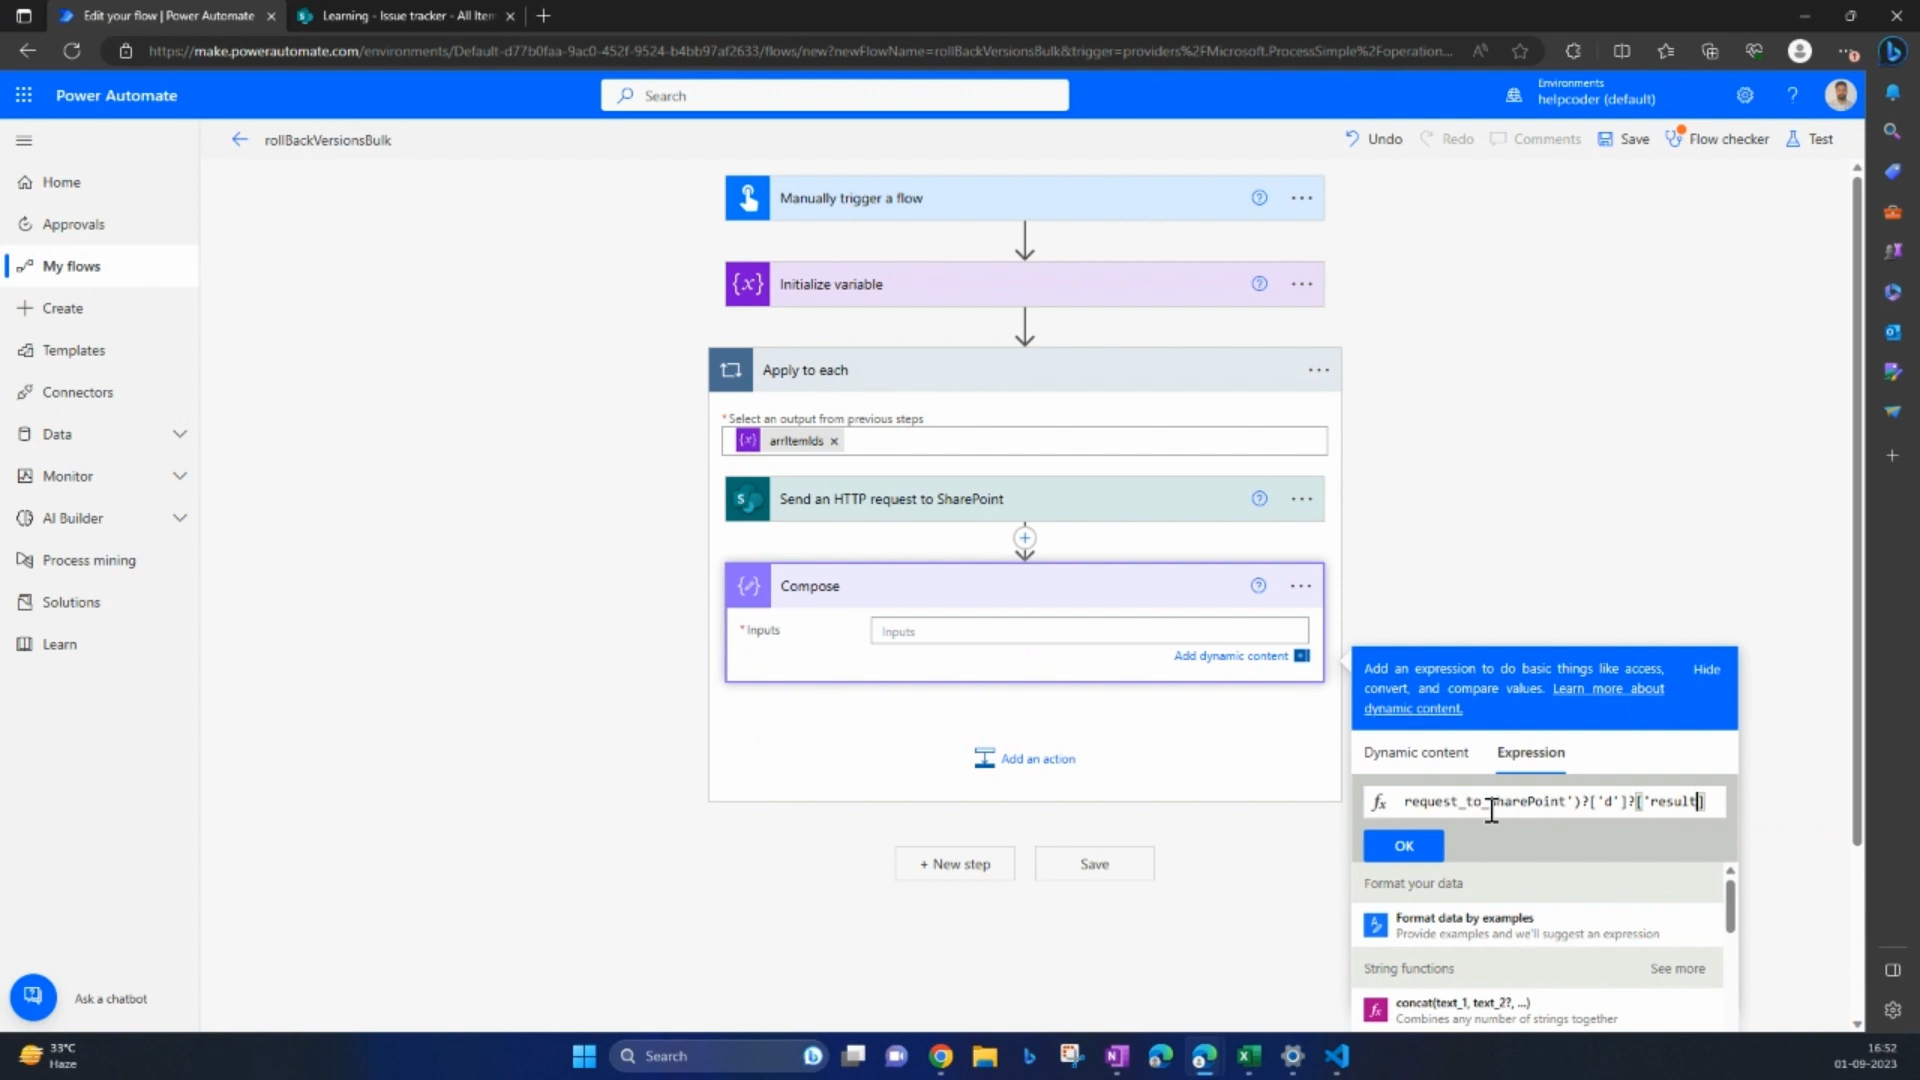 Edit your flow | Power Automate
Learning - Issue tracker - All Item
https://make.powerautomate.com/environments/Default-d77b0faa-9ac0-452f-9524-b4bb97af2633/flows/new?newFlowName=rollBackVersionsBulk&trigger=providers%2FMicrosoft.ProcessSimple%2Foperation...
Power Automate
Search
Environments
helpcoder (default)
rollBackVersionsBulk
Undo
Redo
Comments
Save
Flow checker
Test
Home
Approvals
My flows
Create
Templates
Connectors
Data
Monitor
AI Builder
Process mining
Solutions
Learn
Ask a chatbot
Manually trigger a flow
Initialize variable
Apply to each
* Select an output from previous steps
arrItemIds
Send an HTTP request to SharePoint
Compose
* Inputs
Inputs
Add dynamic content
Add an action
+ New step
Save
Add an expression to do basic things like access,
convert, and compare values. Learn more about
dynamic content.
Hide
Dynamic content
Expression
fx request_to_SharePoint')?['d']?['result]
OK
Format your data
Format data by examples
Provide examples and we'll suggest an expression
String functions
See more
concat(text_1, text_2?, ...)
Combines any number of strings together
33°C
Haze
Search
16:52
01-09-2023